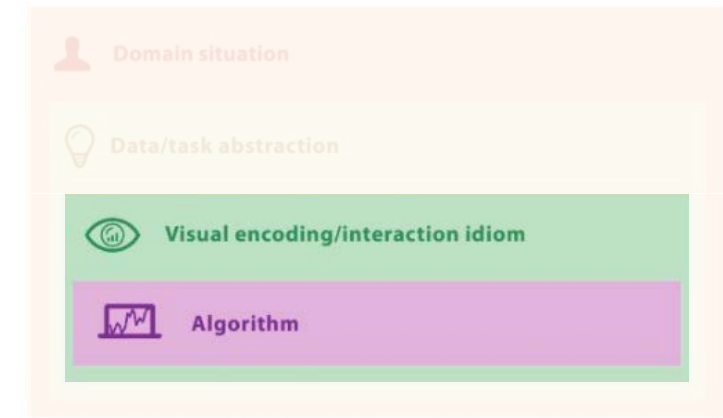 Domain situation
Data/task abstraction
Visual encoding/interaction idiom
Algorithm